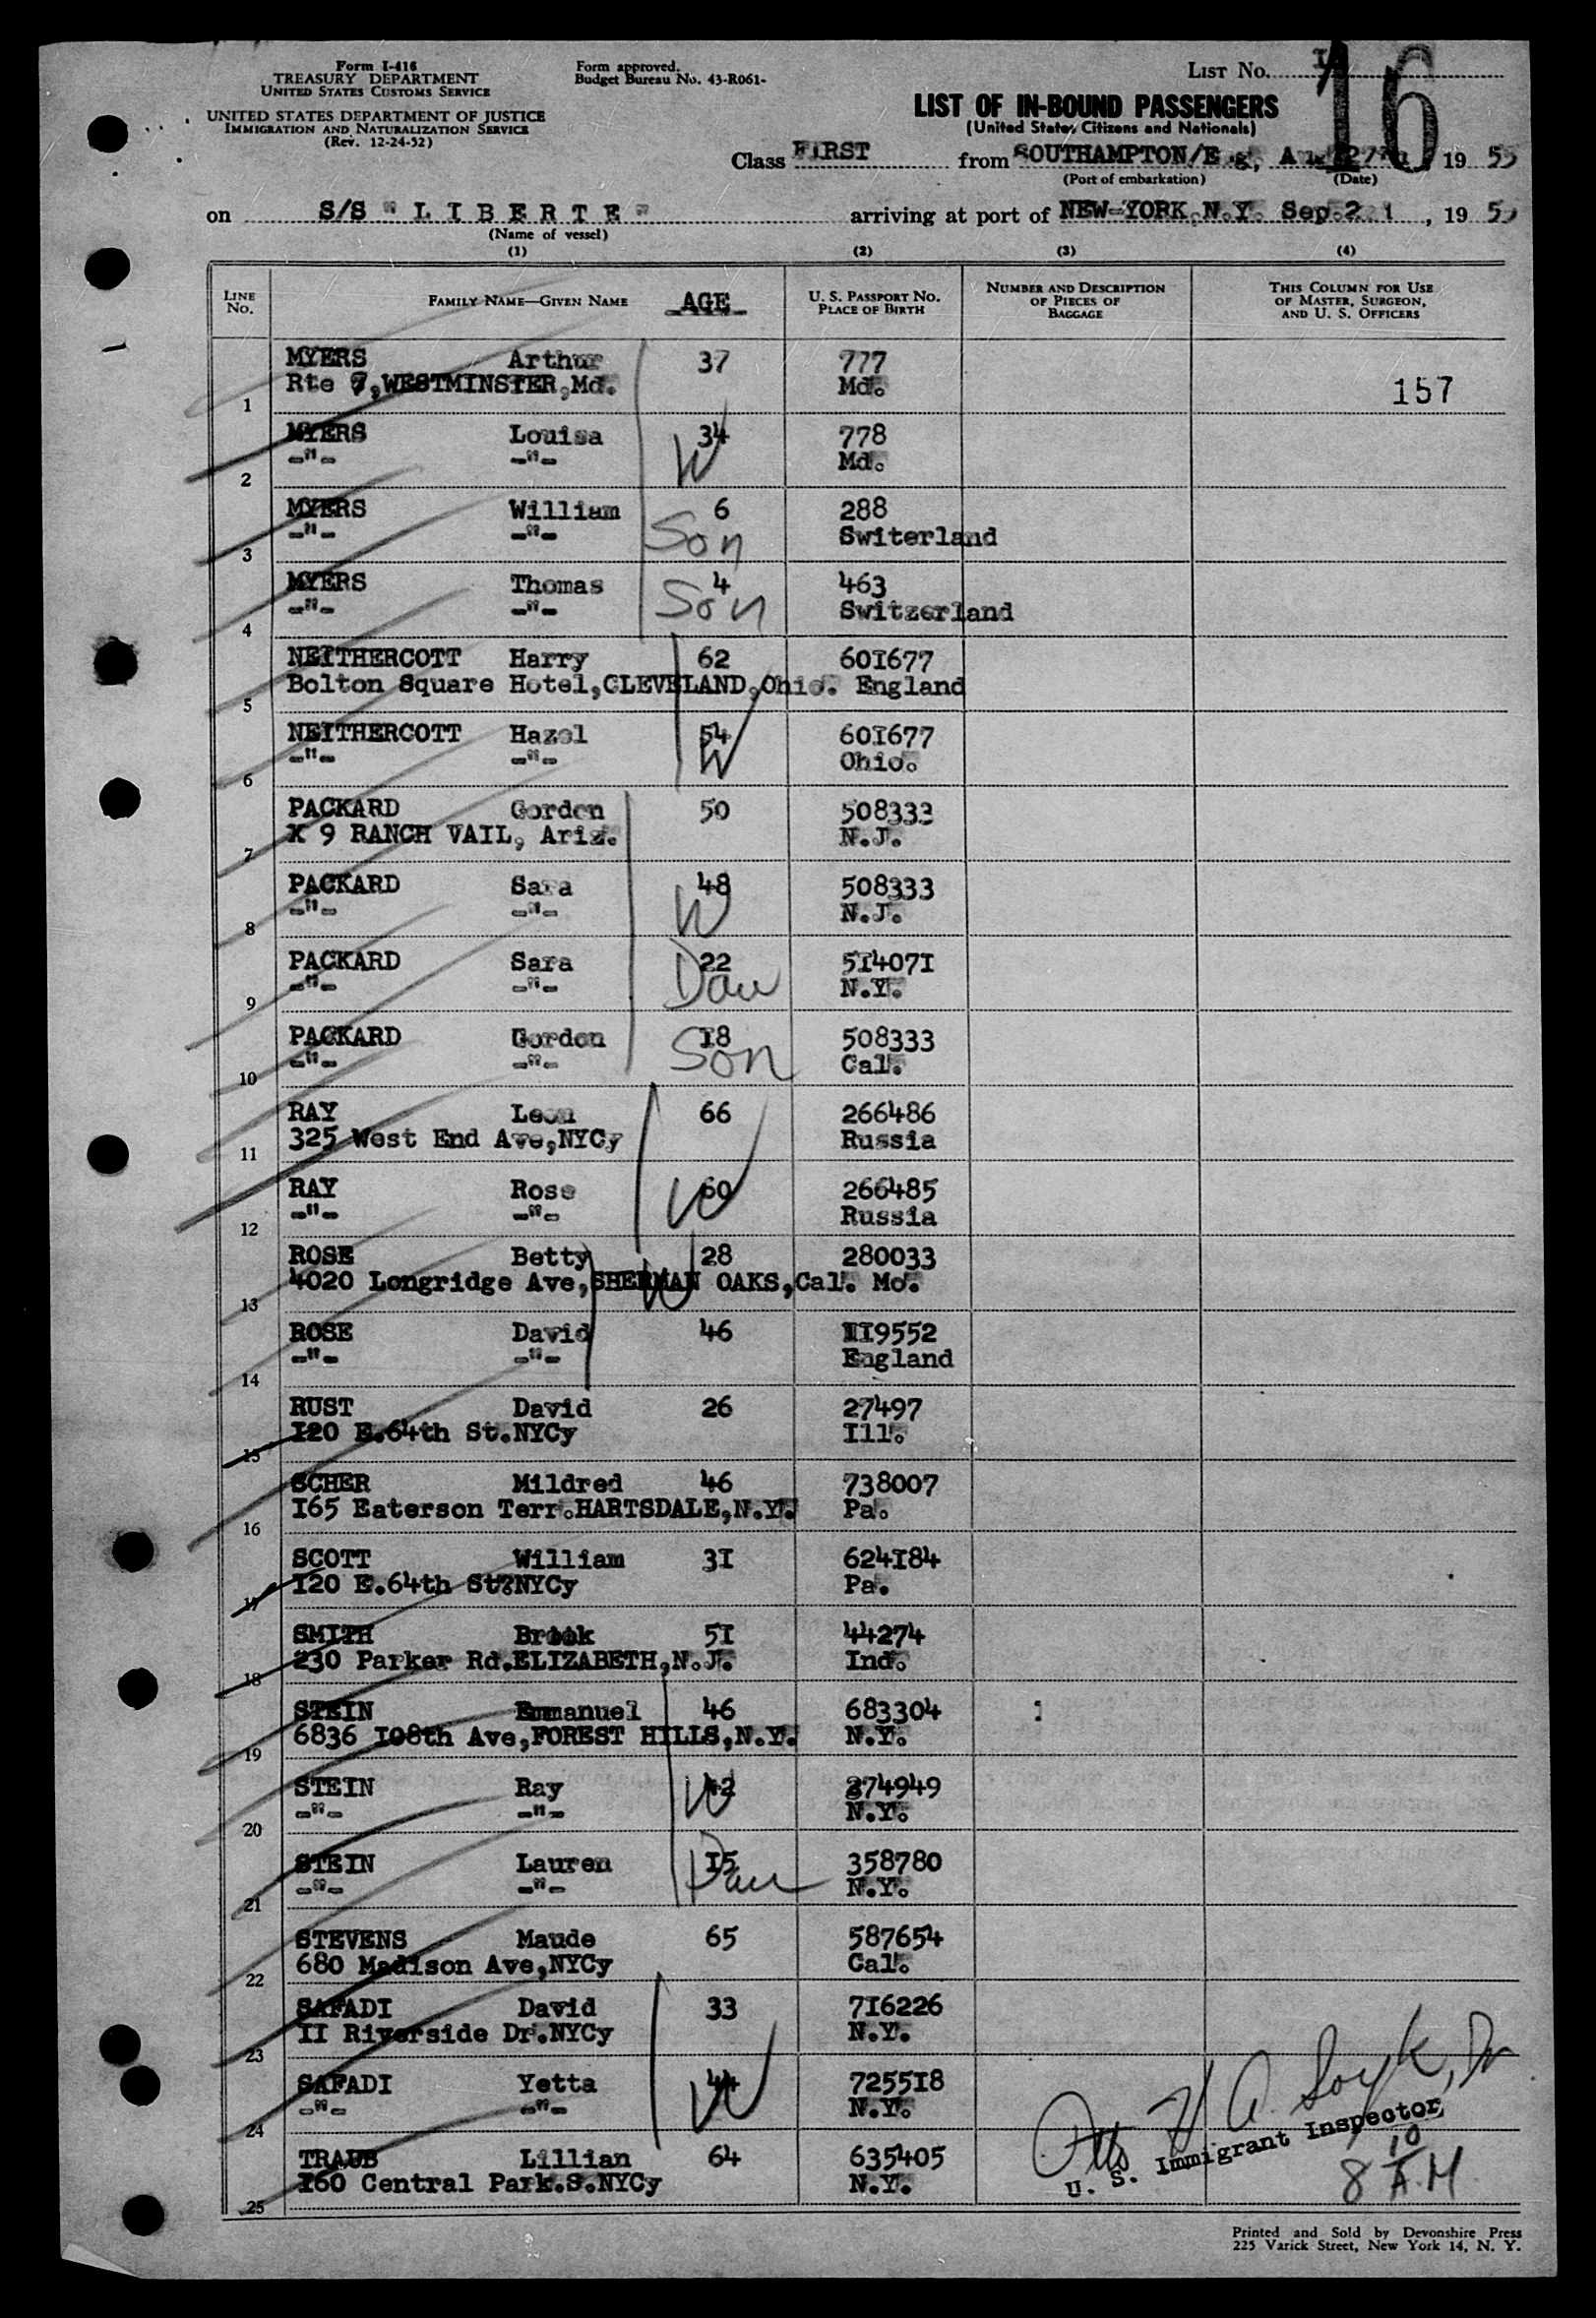 Form I-416
TREASURY DEPARTMENT
UNITED STATES CUSTOMS SERVICE
Form approved.
Budget Bureau No. 43-R061-
LIST NO. 16
UNITED STATES DEPARTMENT OF JUSTICE
IMMIGRATION AND NATURALIZATION SERVICE
(Rev. 12-24-52)
LIST OF IN-BOUND PASSENGERS
(United States Citizens and Nationals)
Class FIRST from SOUTHAMPTON/Eng, 19 55
(Port of embarkation) (Date)
on S/S "LIBERTE" arriving at port of NEW-YORK, N.Y. Sep. 1955
(Name of vessel)
(1) (2) (3) (4)
LINE NO. FAMILY NAME—GIVEN NAME AGE U. S. PASSPORT NO. PLACE OF BIRTH NUMBER AND DESCRIPTION OF PIECES OF BAGGAGE THIS COLUMN FOR USE OF MASTER, SURGEON, AND U. S. OFFICERS
MYERS Arthur 37 777
1 Rte 7,WESTMINSTER,Md. Md. 157
MYERS Louisa 34 778
2 -"- -"- W Md.
MYERS William 6 288
3 -"- -"- Son Switerland
MYERS Thomas 4 463
4 -"- -"- Son Switzerland
NEITHERCOTT Harry 62 601677
5 Bolton Square Hotel,CLEVELAND,Ohio. England
NEITHERCOTT Hazel 54 601677
6 -"- -"- W Ohio.
PACKARD Gordon 50 508333
7 X 9 RANCH VAIL, Ariz. N.J.
PACKARD Sara 48 508333
8 -"- -"- W N.J.
PACKARD Sara 22 514071
9 -"- -"- Dau N.Y.
PACKARD Gordon 18 508333
10 -"- -"- Son Cal.
RAY Leon 66 266486
11 325 West End Ave,NYCy Russia
RAY Rose 60 266485
12 -"- -"- W Russia
ROSE Betty 28 280033
13 4020 Longridge Ave,SHERMAN OAKS,Cal. W Mo.
ROSE David 46 119552
14 -"- -"- England
RUST David 26 27497
15 120 E.64th St.NYCy Ill.
SCHER Mildred 46 738007
16 165 Eaterson Terr.HARTSDALE,N.Y. Pa.
SCOTT William 31 624184
17 120 E.64th St?NYCy Pa.
SMITH Brook 51 44274
18 230 Parker Rd.ELIZABETH,N.J. Ind.
STEIN Emmanuel 46 683304
19 6836 108th Ave,FOREST HILLS,N.Y. N.Y.
STEIN Ray 42 274949
20 -"- -"- W N.Y.
STEIN Lauren 15 358780
21 -"- -"- Dau N.Y.
STEVENS Maude 65 587654
22 680 Madison Ave,NYCy Cal.
SAFADI David 33 716226
23 11 Riverside Dr.NYCy N.Y.
SAFADI Yetta 725518
24 -"- -"- W N.Y.
TRAUB Lillian 64 635405
25 160 Central Park.S.NYCy N.Y.
U. S. Immigrant Inspector
8 10 A.M
Printed and Sold by Devonshire Press
225 Varick Street, New York 14, N. Y.